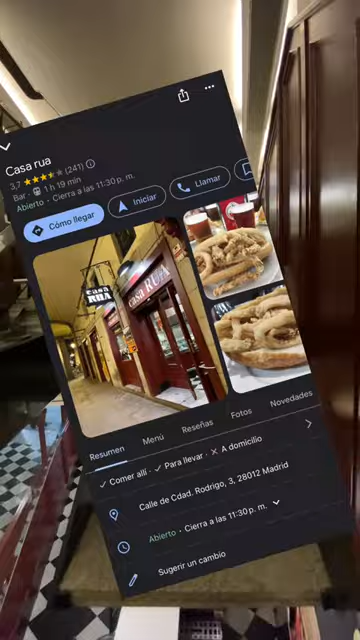 Casa rua
3,7 (241)
Bar · 1 h 19 min
Abierto · Cierra a las 11:30 p. m.
Cómo llegar
Iniciar
Llamar
Casa
RUA
casa RUA
Resumen
Menú
Reseñas
Fotos
Novedades
Comer allí · Para llevar · A domicilio
Calle de Cdad. Rodrigo, 3, 28012 Madrid
Abierto · Cierra a las 11:30 p. m.
Sugerir un cambio